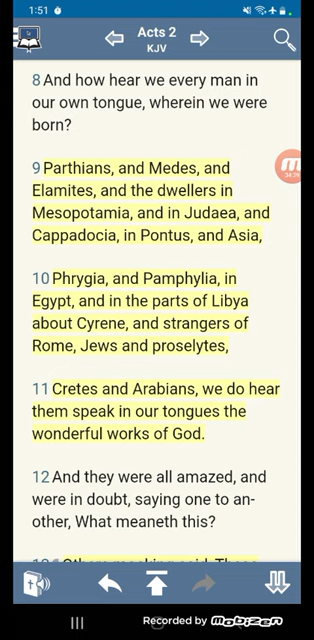 1:51
Acts 2
KJV
8 And how hear we every man in
our own tongue, wherein we were
born?
9 Parthians, and Medes, and
Elamites, and the dwellers in
Mesopotamia, and in Judaea, and
Cappadocia, in Pontus, and Asia,
10 Phrygia, and Pamphylia, in
Egypt, and in the parts of Libya
about Cyrene, and strangers of
Rome, Jews and proselytes,
11 Cretes and Arabians, we do hear
them speak in our tongues the
wonderful works of God.
12 And they were all amazed, and
were in doubt, saying one to an-
other, What meaneth this?
Recorded by Mobizen